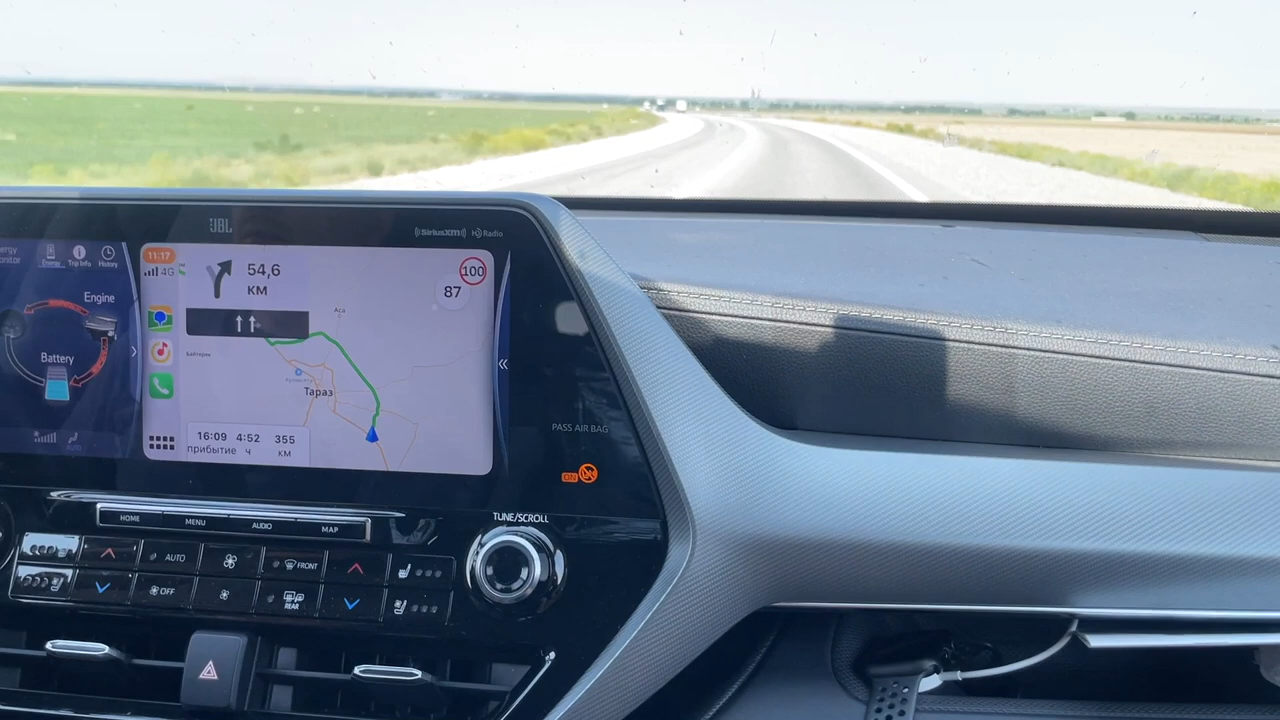 JBL
((SiriusXM))
HD Radio
Energy
Trip Info
History
Engine
Battery
11:17
4G
54,6
КМ
100
87
Аса
Тараз
16:09 4:52 355
прибытие ч км
PASS AIR BAG
ON
HOME
MENU
AUDIO
MAP
TUNE/SCROLL
AUTO
FRONT
OFF
REAR